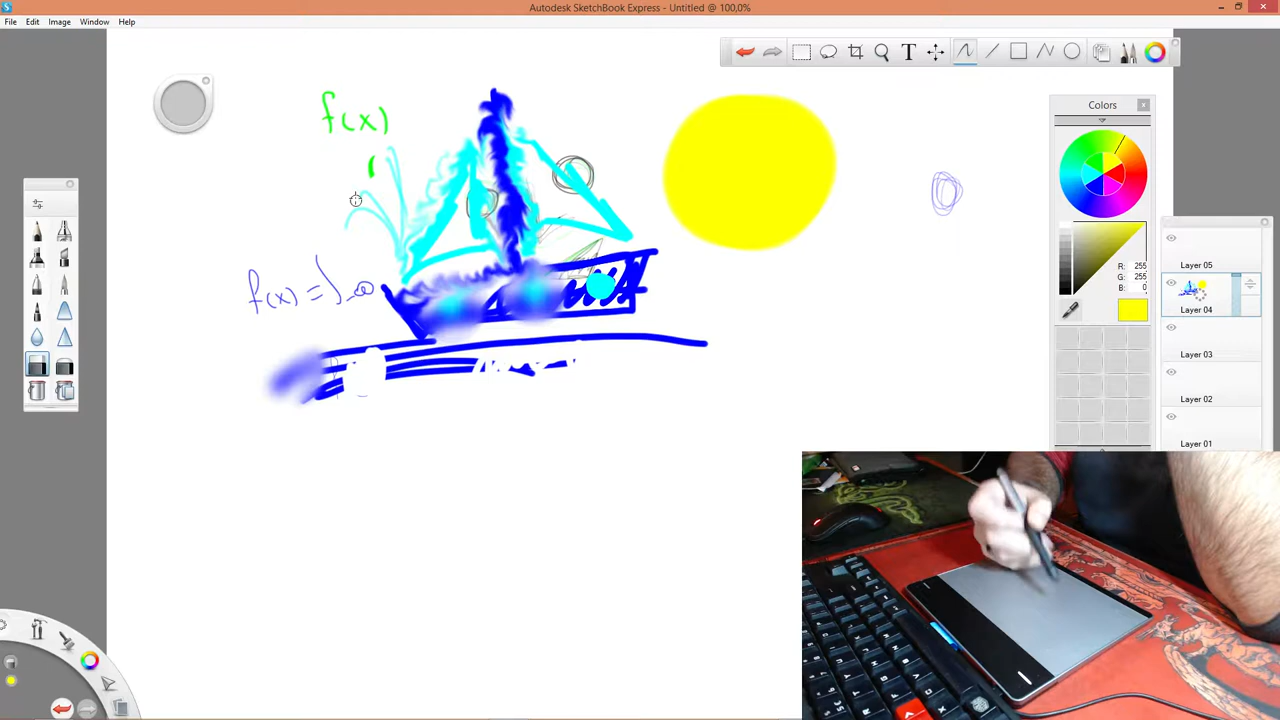 Autodesk SketchBook Express - Untitled @ 100,0%
File Edit Image Window Help
T
Colors
R: 255
G: 255
B: 0
Layer 05
Layer 04
Layer 03
Layer 02
Layer 01
f(x)
f(x) = ∫-∞